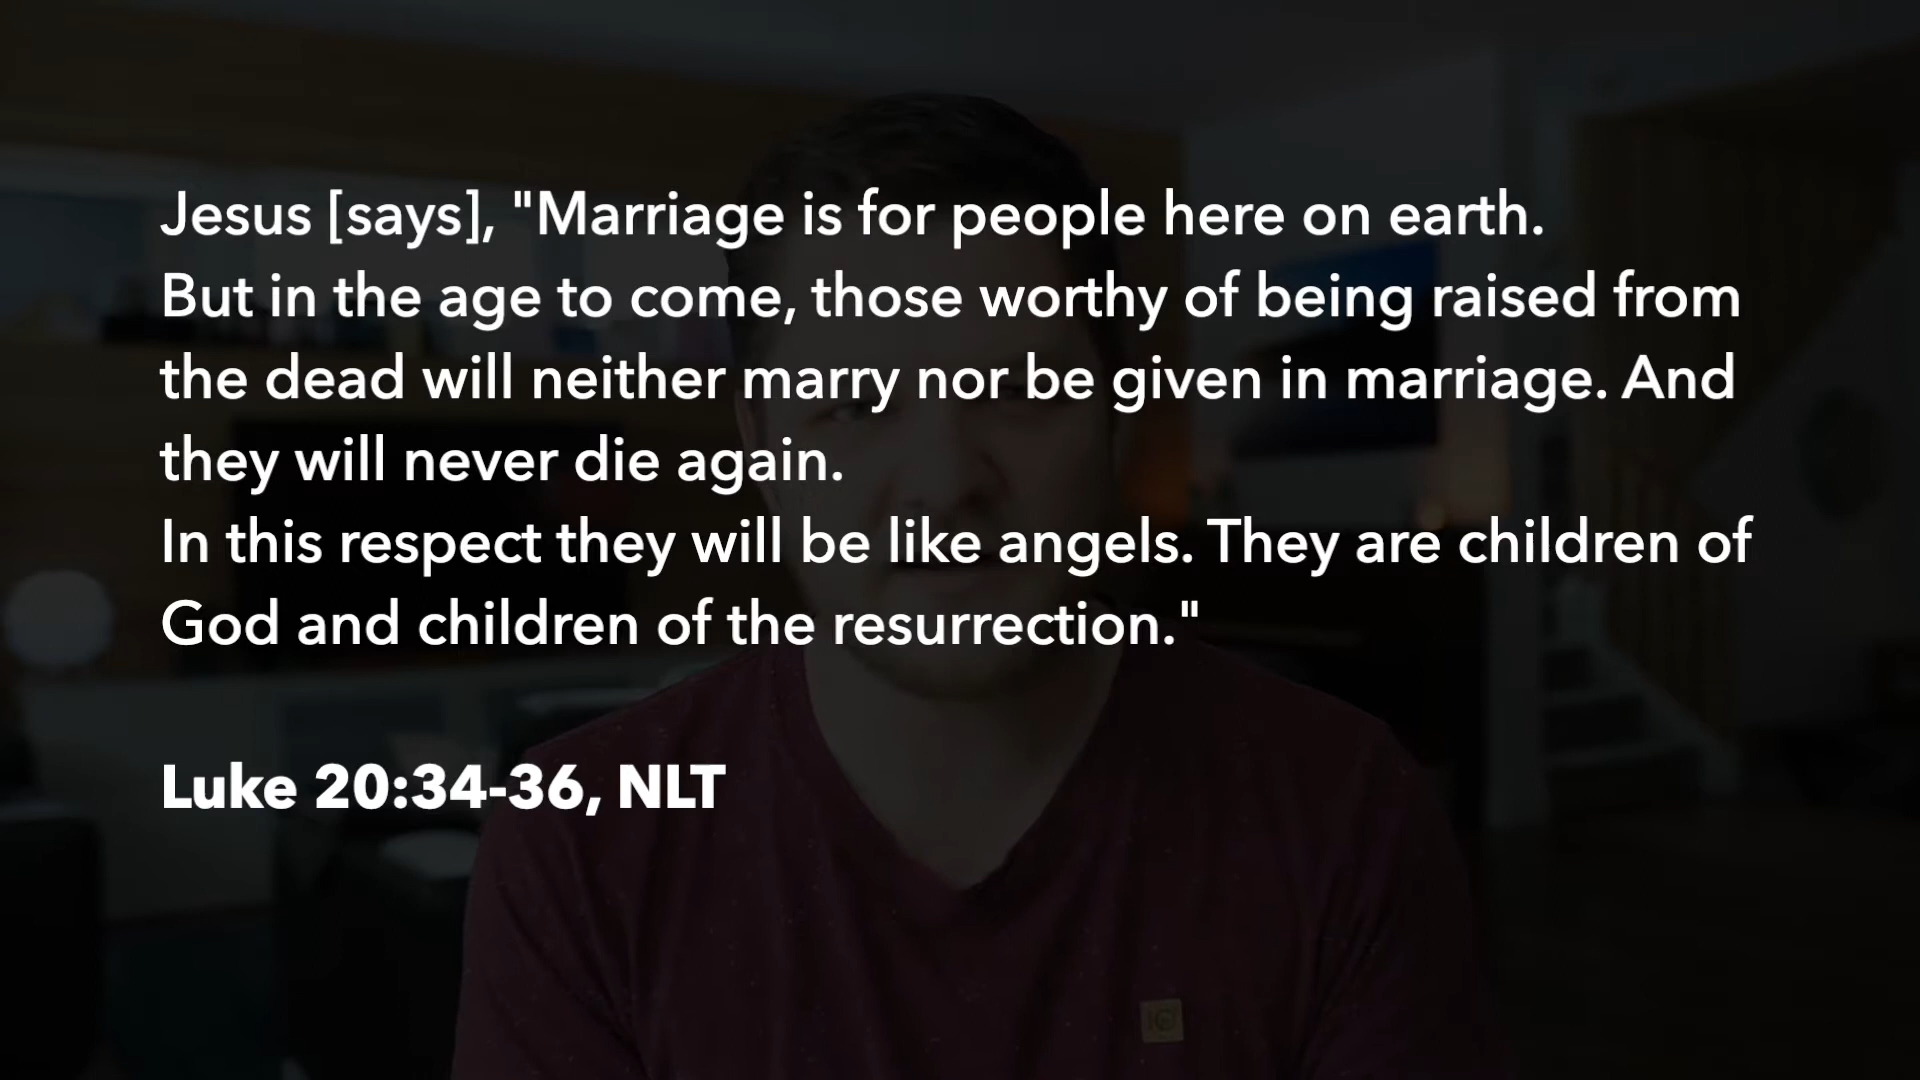 Jesus [says], "Marriage is for people here on earth.
But in the age to come, those worthy of being raised from
the dead will neither marry nor be given in marriage. And
they will never die again.
In this respect they will be like angels. They are children of
God and children of the resurrection."
Luke 20:34-36, NLT